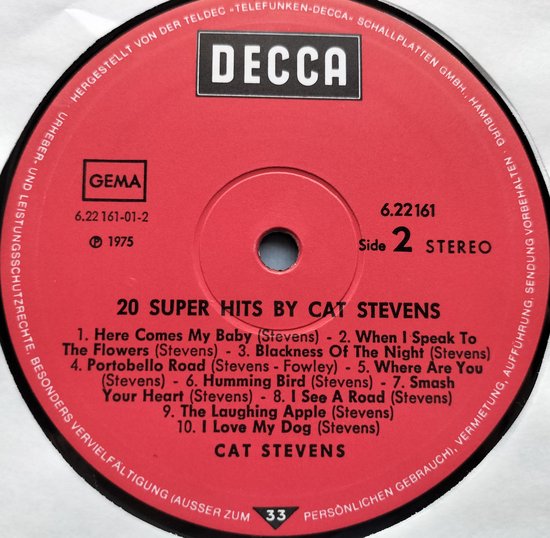 URHEBER- UND LEISTUNGSSCHUTZRECHTE, BESONDERS VERVIELFÄLTIGUNG (AUSSER ZUM PERSÖNLICHEN GEBRAUCH), VERMIETUNG, AUFFÜHRUNG, SENDUNG VORBEHALTEN
· HERGESTELLT VON DER TELDEC »TELEFUNKEN-DECCA« SCHALLPLATTEN GMBH., HAMBURG ·
DECCA
GEMA
6.22161-01-2
℗ 1975
6.22161
Side 2 STEREO
20 SUPER HITS BY CAT STEVENS
1. Here Comes My Baby (Stevens) - 2. When I Speak To
The Flowers (Stevens) - 3. Blackness Of The Night (Stevens)
4. Portobello Road (Stevens - Fowley) - 5. Where Are You
(Stevens) - 6. Humming Bird (Stevens) - 7. Smash
Your Heart (Stevens) - 8. I See A Road (Stevens)
9. The Laughing Apple (Stevens)
10. I Love My Dog (Stevens)
CAT STEVENS
33